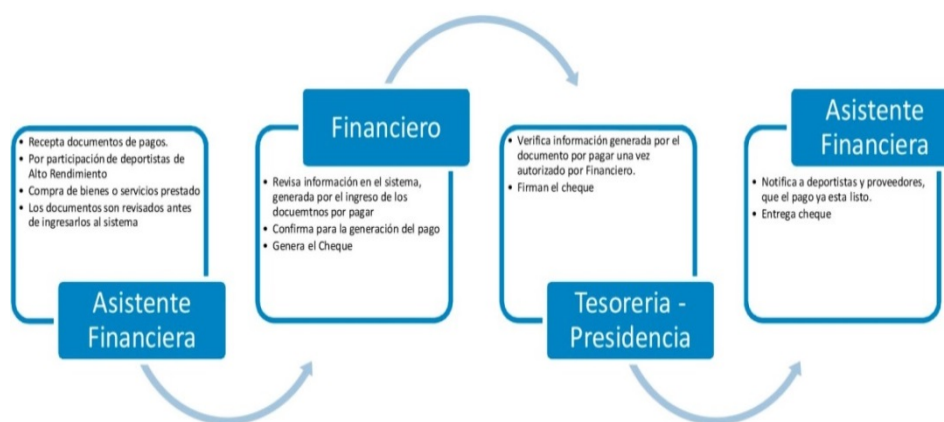 • Recepta documentos de pagos.
• Por participación de deportistas de
Alto Rendimiento
• Compra de bienes o servicios prestado
• Los documentos son revisados antes
de ingresarlos al sistema
Asistente
Financiera
Financiero
• Revisa información en el sistema,
generada por el ingreso de los
docuemtnos por pagar
• Confirma para la generación del pago
• Genera el Cheque
• Verifica información generada por el
documento por pagar una vez
autorizado por Financiero.
• Firman el cheque
Tesoreria -
Presidencia
Asistente
Financiera
• Notifica a deportistas y proveedores,
que el pago ya esta listo.
• Entrega cheque